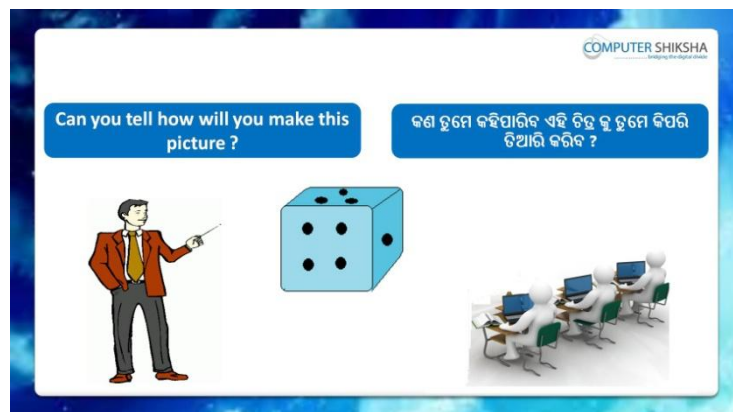 COMPUTER SHIKSHA
bridging the digital divide
Can you tell how will you make this
picture ?
କଣ ତୁମେ କହିପାରିବ ଏହି ଚିତ୍ର କୁ ତୁମେ କିପରି
ତିଆରି କରିବ ?